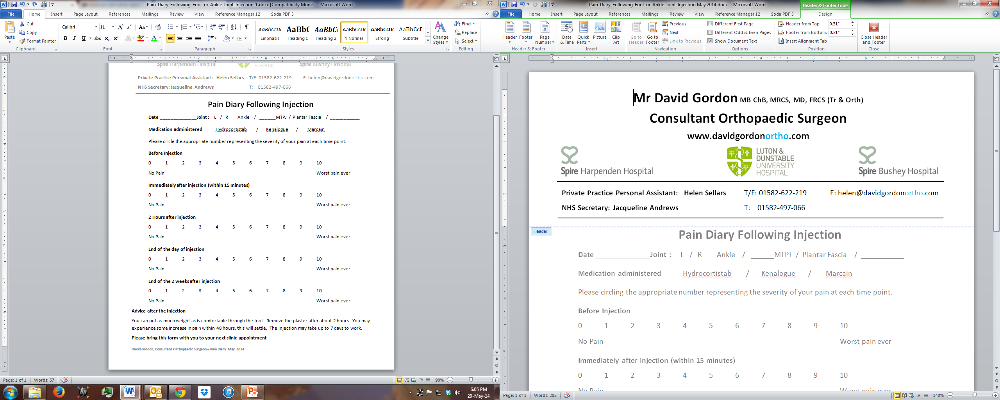 Pain-Diary-Following-Foot-or-Ankle-Joint-Injection-1.docx [Compatibility Mode] - Microsoft Word
File Home Insert Page Layout References Mailings Review View Reference Manager 12 Soda PDF 5
Paste Cut Copy Format Painter
Calibri 11
AaBbCcDc Emphasis AaBbC Heading 1 AaBbCc Heading 2 AaBbCcDc ¶ Normal AaBbCcDc Strong AaBbCcI Subtitle
Change Styles
Find Replace Select
Clipboard Font Paragraph Styles Editing
Spire Harpenden Hospital HOSPITAL Spire Bushey Hospital
Private Practice Personal Assistant: Helen Sellars T/F: 01582-622-219 E: helen@davidgordonortho.com
NHS Secretary: Jacqueline Andrews T: 01582-497-066
Pain Diary Following Injection
Date _______________Joint : L / R Ankle / ______MTPJ / Plantar Fascia / ___________
Medication administered Hydrocortistab / Kenalogue / Marcain
Please circle the appropriate number representing the severity of your pain at each time point.
Before Injection
0 1 2 3 4 5 6 7 8 9 10
No Pain Worst pain ever
Immediately after injection (within 15 minutes)
0 1 2 3 4 5 6 7 8 9 10
No Pain Worst pain ever
2 Hours after injection
0 1 2 3 4 5 6 7 8 9 10
No Pain Worst pain ever
End of the day of injection
0 1 2 3 4 5 6 7 8 9 10
No Pain Worst pain ever
End of the 2 weeks after injection
0 1 2 3 4 5 6 7 8 9 10
No Pain Worst pain ever
Advice after the Injection
You can put as much weight as is comfortable through the foot. Remove the plaster after about 2 hours. You may
experience some increase in pain within 48 hours, this will settle. The injection may take up to 7 days to work.
Please bring this form with you to your next clinic appointment
David Gordon, Consultant Orthopaedic Surgeon – Pain Diary May 2014
Page: 1 of 1 Words: 57 90%
6:05 PM
20-May-14
Pain-Diary-Following-Foot-or-Ankle-Joint-Injection May 2014.docx - Microsoft Word
Header & Footer Tools
File Home Insert Page Layout References Mailings Review View Reference Manager 12 Soda PDF 5 Design
Header Footer Page Number
Date & Time Quick Parts Picture Clip Art
Go to Header Go to Footer Previous Next Link to Previous
Different First Page
Different Odd & Even Pages
Show Document Text
Header from Top: 0.31"
Footer from Bottom: 0.21"
Insert Alignment Tab
Close Header and Footer
Header & Footer Insert Navigation Options Position Close
Mr David Gordon MB ChB, MRCS, MD, FRCS (Tr & Orth)
Consultant Orthopaedic Surgeon
www.davidgordonortho.com
Spire Harpenden Hospital
LUTON &
DUNSTABLE
UNIVERSITY
HOSPITAL
Spire Bushey Hospital
Private Practice Personal Assistant: Helen Sellars T/F: 01582-622-219 E: helen@davidgordonortho.com
NHS Secretary: Jacqueline Andrews T: 01582-497-066
Header
Pain Diary Following Injection
Date ______________Joint : L / R Ankle / ______MTPJ / Plantar Fascia / ___________
Medication administered Hydrocortistab / Kenalogue / Marcain
Please circling the appropriate number representing the severity of your pain at each time point.
Before Injection
0 1 2 3 4 5 6 7 8 9 10
No Pain Worst pain ever
Immediately after injection (within 15 minutes)
0 1 2 3 4 5 6 7 8 9 10
No Pain Worst pain ever
Page: 1 of 1 Words: 202 140%